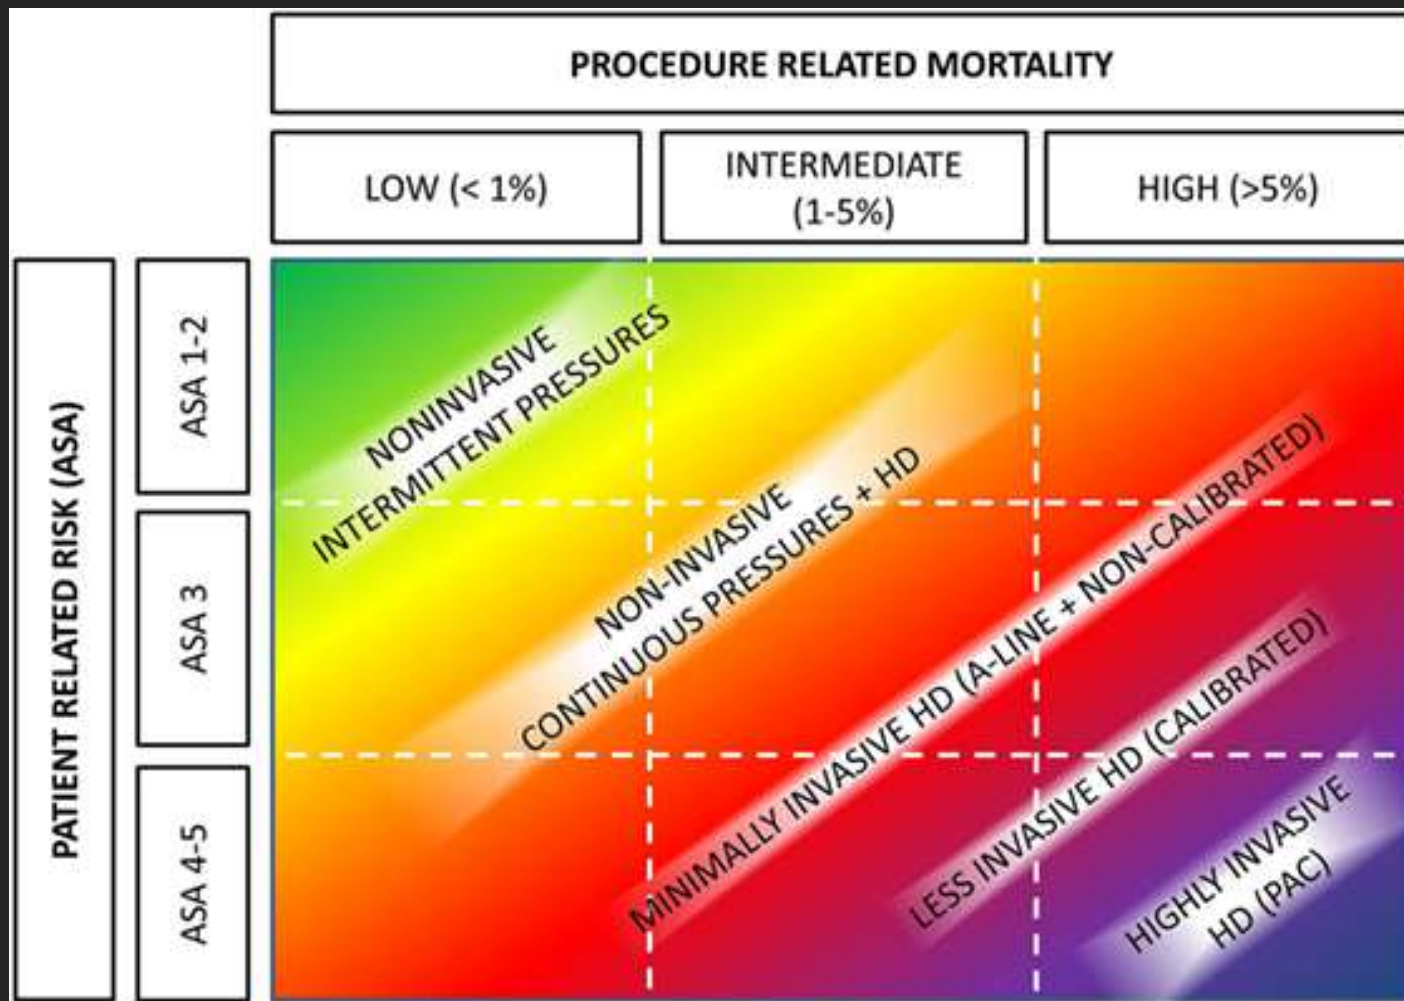 PROCEDURE RELATED MORTALITY
LOW (< 1%)
INTERMEDIATE
(1-5%)
HIGH (>5%)
PATIENT RELATED RISK (ASA)
ASA 1-2
ASA 3
ASA 4-5
NONINVASIVE
INTERMITTENT PRESSURES
NON-INVASIVE
CONTINUOUS PRESSURES + HD
MINIMALLY INVASIVE HD (A-LINE + NON-CALIBRATED)
LESS INVASIVE HD (CALIBRATED)
HIGHLY INVASIVE
HD (PAC)